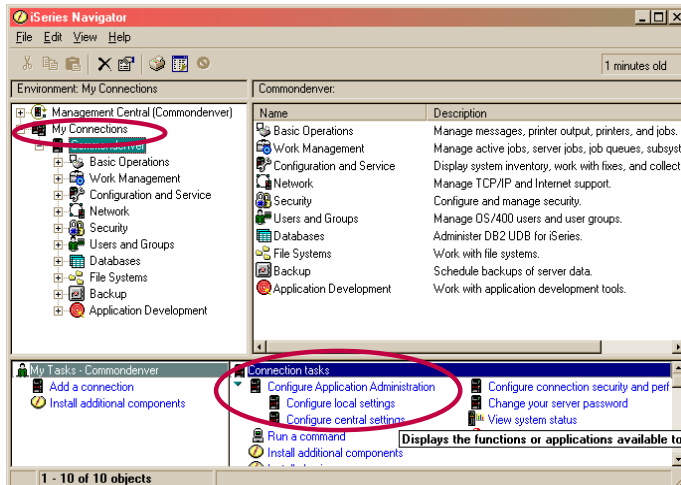 iSeries Navigator
File Edit View Help
1 minutes old
Environment: My Connections
Commondenver:
Management Central (Commondenver)
My Connections
Commondenver
Basic Operations
Work Management
Configuration and Service
Network
Security
Users and Groups
Databases
File Systems
Backup
Application Development
Name Description
Basic Operations Manage messages, printer output, printers, and jobs.
Work Management Manage active jobs, server jobs, job queues, subsyst
Configuration and Service Display system inventory, work with fixes, and collect
Network Manage TCP/IP and Internet support.
Security Configure and manage security.
Users and Groups Manage OS/400 users and user groups.
Databases Administer DB2 UDB for iSeries.
File Systems Work with file systems.
Backup Schedule backups of server data.
Application Development Work with application development tools.
My Tasks - Commondenver
Add a connection
Install additional components
Connection tasks
Configure Application Administration
Configure local settings
Configure central settings
Run a command
Install additional components
Configure connection security and perf
Change your server password
View system status
Displays the functions or applications available to
1 - 10 of 10 objects